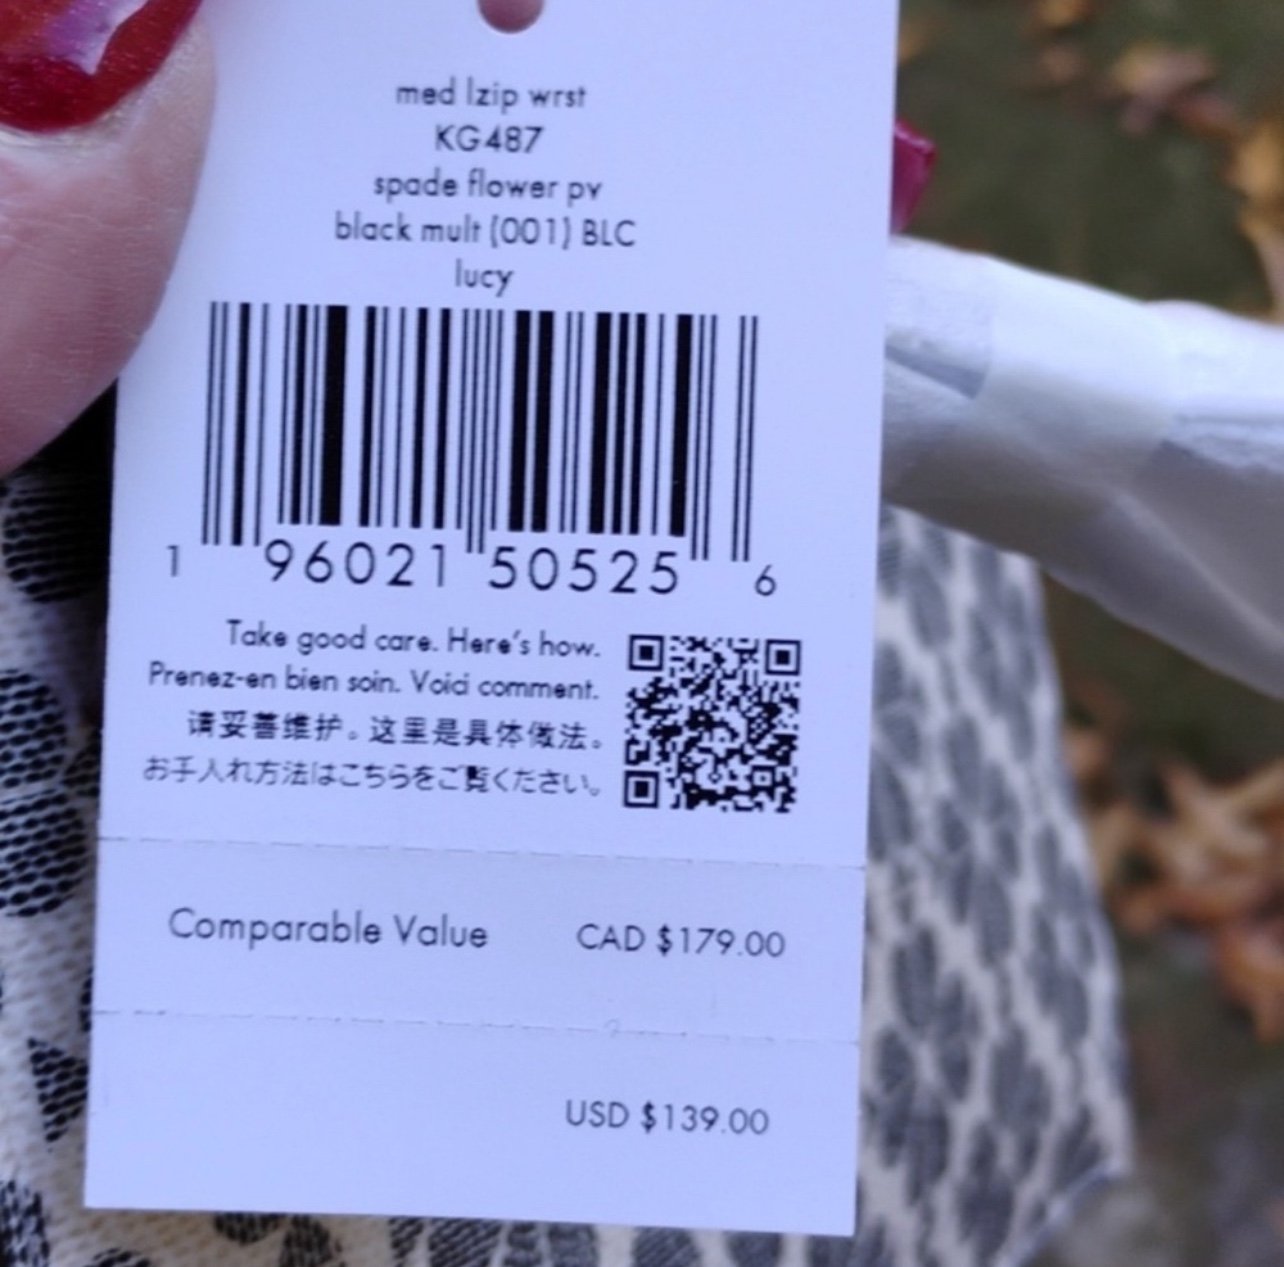 med lzip wrst
KG487
spade flower pv
black mult (001) BLC
lucy
1 96021 50525 6
Take good care. Here's how.
Prenez-en bien soin. Voici comment.
请妥善维护。这里是具体做法。
お手入れ方法はこちらをご覧ください。
Comparable Value CAD $179.00
USD $139.00